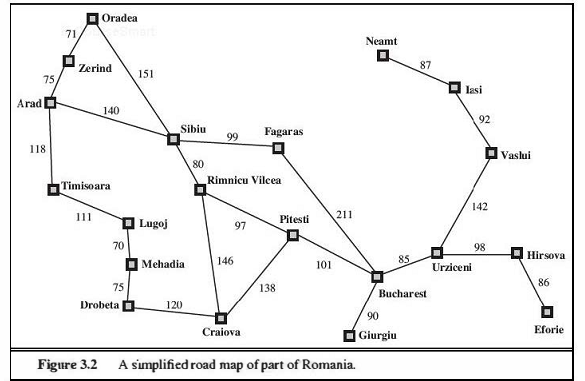 Oradea
71
Neamt
87
Zerind
151
Iasi
75
Arad
140
92
Sibiu
99
Fagaras
118
Vaslui
80
Timisoara
Rimnicu Vilcea
111
97
211
142
Lugoj
Pitesti
70
98
Mehadia
146
101
85
Hirsova
Urziceni
75
138
86
Bucharest
Drobeta
120
90
Craiova
Giurgiu
Eforie
Figure 3.2 A simplified road map of part of Romania.